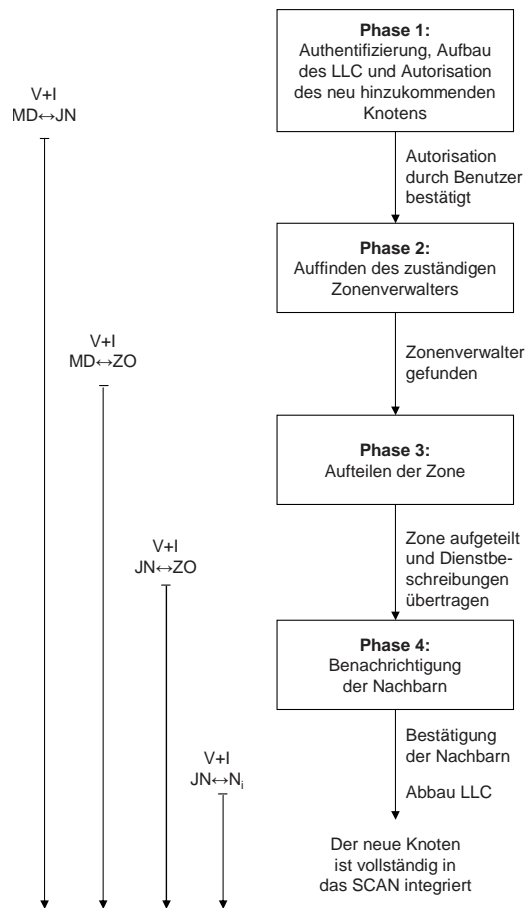 Phase 1:
Authentifizierung, Aufbau
des LLC und Autorisation
des neu hinzukommenden
Knotens
V+I
MD↔JN
Autorisation
durch Benutzer
bestätigt
Phase 2:
Auffinden des zuständigen
Zonenverwalters
V+I
MD↔ZO
Zonenverwalter
gefunden
Phase 3:
Aufteilen der Zone
V+I
JN↔ZO
Zone aufgeteilt
und Dienstbe-
schreibungen
übertragen
Phase 4:
Benachrichtigung
der Nachbarn
V+I
JN↔Ni
Bestätigung
der Nachbarn
Abbau LLC
Der neue Knoten
ist vollständig in
das SCAN integriert